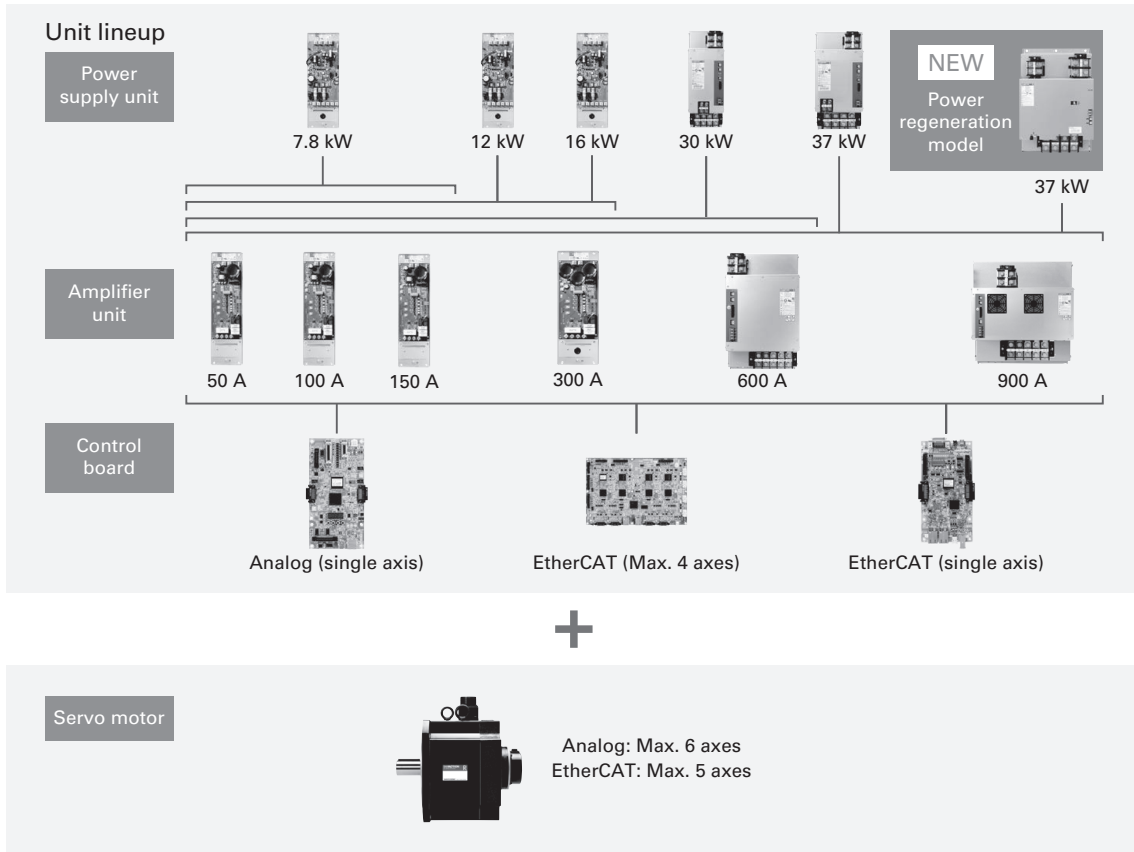 Unit lineup
Power
supply unit
7.8 kW
12 kW
16 kW
30 kW
37 kW
NEW
Power
regeneration
model
37 kW
Amplifier
unit
50 A
100 A
150 A
300 A
600 A
900 A
Control
board
Analog (single axis)
EtherCAT (Max. 4 axes)
EtherCAT (single axis)
+
Servo motor
Analog: Max. 6 axes
EtherCAT: Max. 5 axes